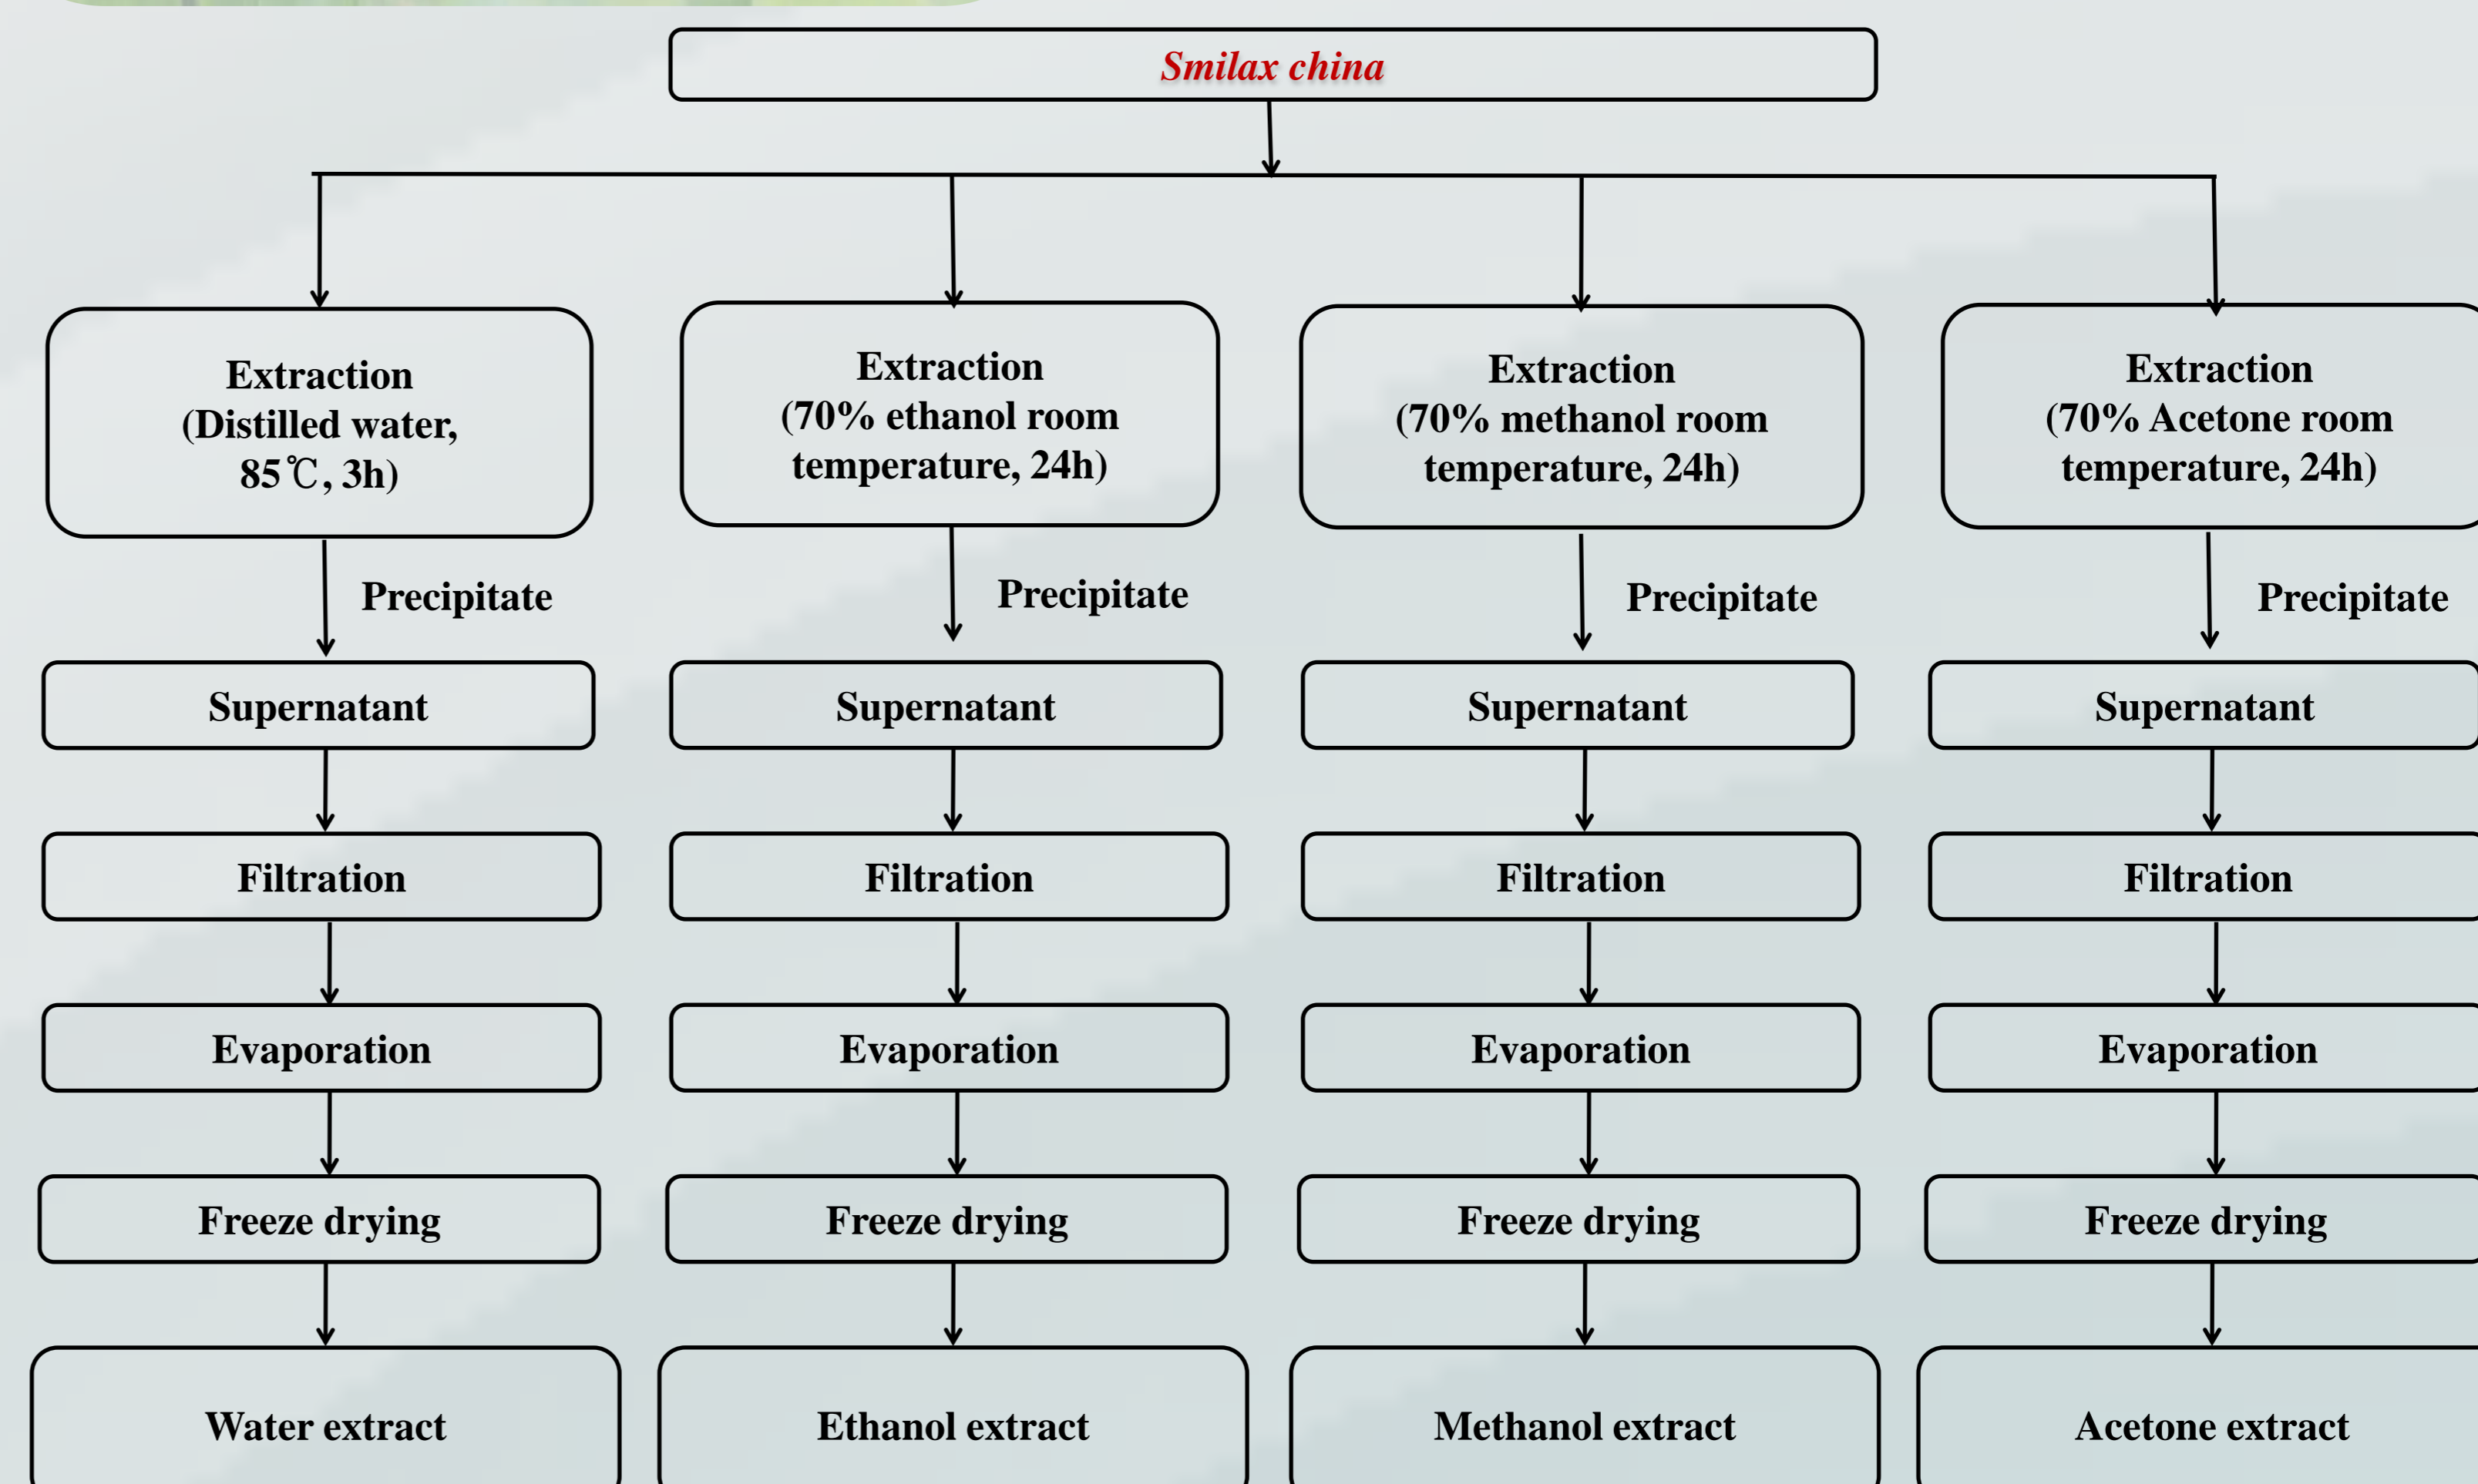 Smilax china
Extraction
(Distilled water,
85℃, 3h)
Extraction
(70% ethanol room
temperature, 24h)
Extraction
(70% methanol room
temperature, 24h)
Extraction
(70% Acetone room
temperature, 24h)
Precipitate
Precipitate
Precipitate
Precipitate
Supernatant
Supernatant
Supernatant
Supernatant
Filtration
Filtration
Filtration
Filtration
Evaporation
Evaporation
Evaporation
Evaporation
Freeze drying
Freeze drying
Freeze drying
Freeze drying
Water extract
Ethanol extract
Methanol extract
Acetone extract